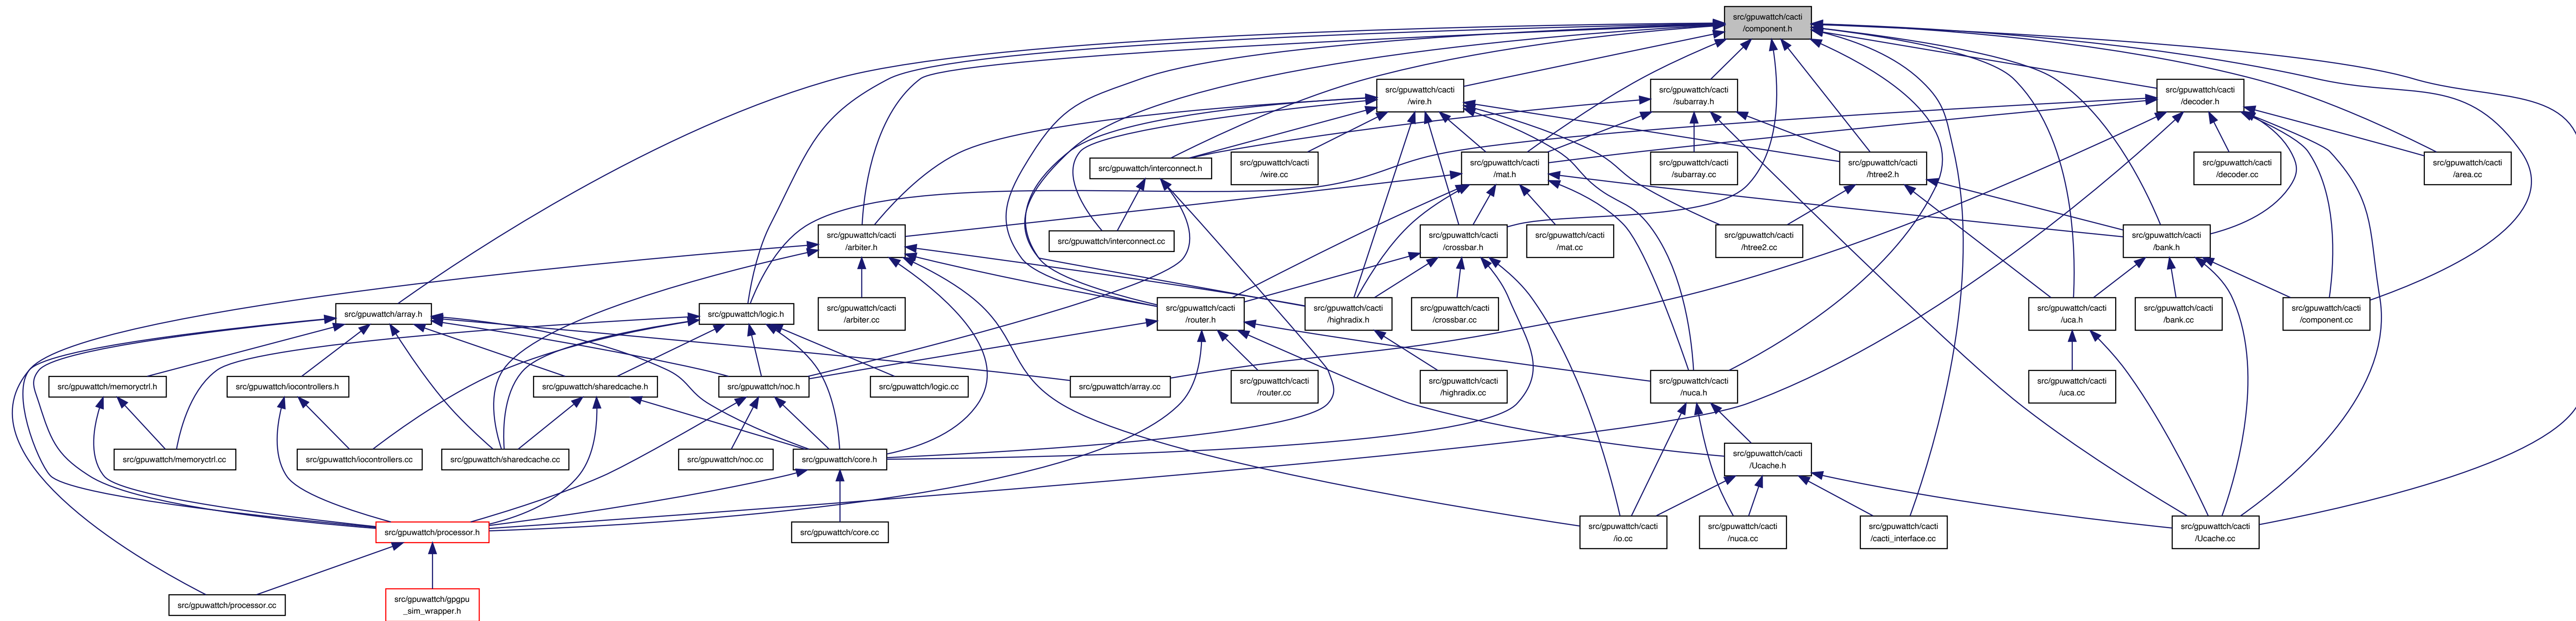 src/gpuwattch/cacti
/component.h
src/gpuwattch/cacti
/wire.h
src/gpuwattch/cacti
/subarray.h
src/gpuwattch/cacti
/decoder.h
src/gpuwattch/interconnect.h
src/gpuwattch/cacti
/wire.cc
src/gpuwattch/cacti
/mat.h
src/gpuwattch/cacti
/subarray.cc
src/gpuwattch/cacti
/htree2.h
src/gpuwattch/cacti
/decoder.cc
src/gpuwattch/cacti
/area.cc
src/gpuwattch/cacti
/arbiter.h
src/gpuwattch/interconnect.cc
src/gpuwattch/cacti
/crossbar.h
src/gpuwattch/cacti
/mat.cc
src/gpuwattch/cacti
/htree2.cc
src/gpuwattch/cacti
/bank.h
src/gpuwattch/array.h
src/gpuwattch/logic.h
src/gpuwattch/cacti
/arbiter.cc
src/gpuwattch/cacti
/router.h
src/gpuwattch/cacti
/highradix.h
src/gpuwattch/cacti
/crossbar.cc
src/gpuwattch/cacti
/uca.h
src/gpuwattch/cacti
/bank.cc
src/gpuwattch/cacti
/component.cc
src/gpuwattch/memoryctrl.h
src/gpuwattch/iocontrollers.h
src/gpuwattch/sharedcache.h
src/gpuwattch/noc.h
src/gpuwattch/logic.cc
src/gpuwattch/array.cc
src/gpuwattch/cacti
/router.cc
src/gpuwattch/cacti
/highradix.cc
src/gpuwattch/cacti
/nuca.h
src/gpuwattch/cacti
/uca.cc
src/gpuwattch/memoryctrl.cc
src/gpuwattch/iocontrollers.cc
src/gpuwattch/sharedcache.cc
src/gpuwattch/noc.cc
src/gpuwattch/core.h
src/gpuwattch/cacti
/Ucache.h
src/gpuwattch/processor.h
src/gpuwattch/core.cc
src/gpuwattch/cacti
/io.cc
src/gpuwattch/cacti
/nuca.cc
src/gpuwattch/cacti
/cacti_interface.cc
src/gpuwattch/cacti
/Ucache.cc
src/gpuwattch/processor.cc
src/gpuwattch/gpgpu
_sim_wrapper.h